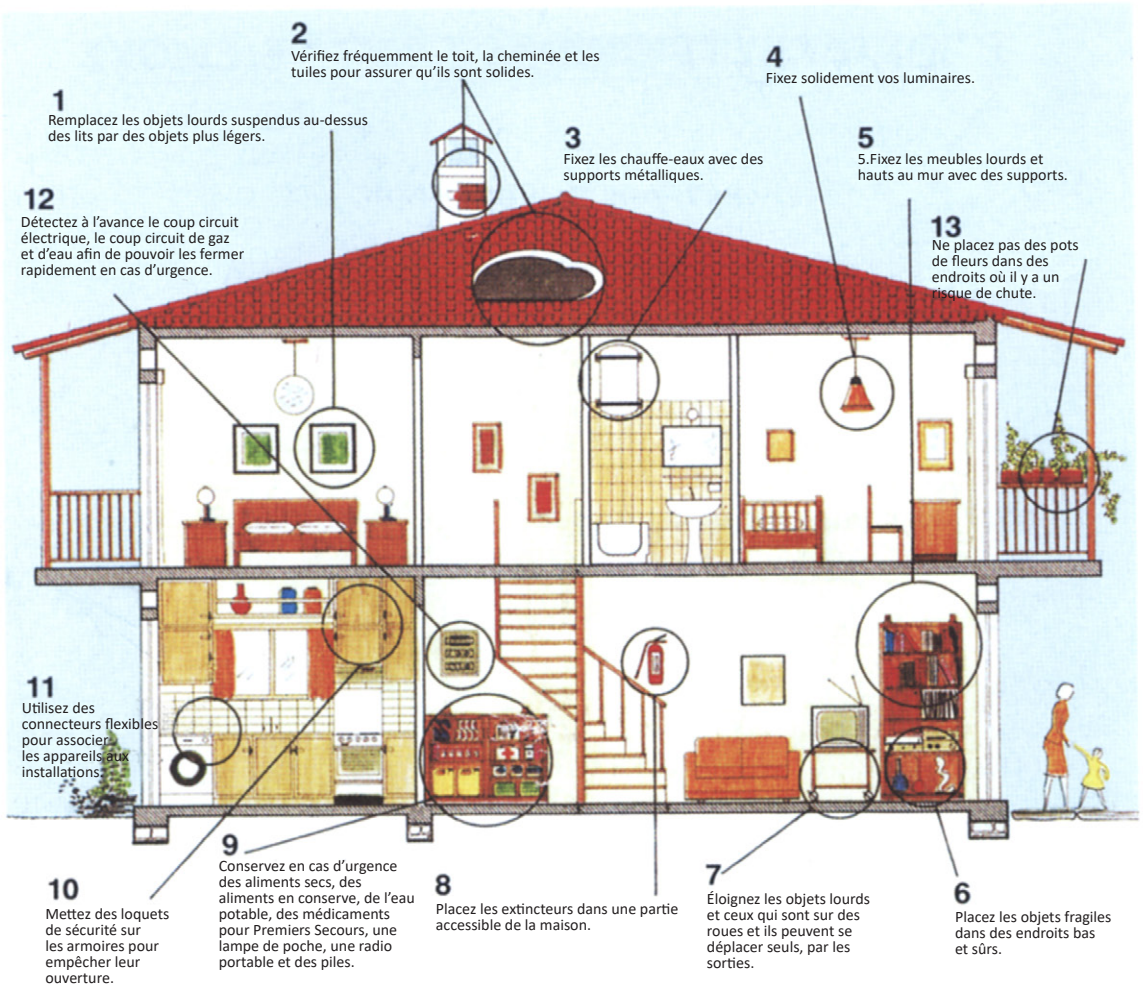 1
Remplacez les objets lourds suspendus au-dessus
des lits par des objets plus légers.
2
Vérifiez fréquemment le toit, la cheminée et les
tuiles pour assurer qu'ils sont solides.
3
Fixez les chauffe-eaux avec des
supports métalliques.
4
Fixez solidement vos luminaires.
5
5.Fixez les meubles lourds et
hauts au mur avec des supports.
12
Détectez à l'avance le coup circuit
électrique, le coup circuit de gaz
et d'eau afin de pouvoir les fermer
rapidement en cas d'urgence.
13
Ne placez pas des pots
de fleurs dans des
endroits où il y a un
risque de chute.
11
Utilisez des
connecteurs flexibles
pour associer
les appareils aux
installations.
10
Mettez des loquets
de sécurité sur
les armoires pour
empêcher leur
ouverture.
9
Conservez en cas d'urgence
des aliments secs, des
aliments en conserve, de l'eau
potable, des médicaments
pour Premiers Secours, une
lampe de poche, une radio
portable et des piles.
8
Placez les extincteurs dans une partie
accessible de la maison.
7
Éloignez les objets lourds
et ceux qui sont sur des
roues et ils peuvent se
déplacer seuls, par les
sorties.
6
Placez les objets fragiles
dans des endroits bas
et sûrs.